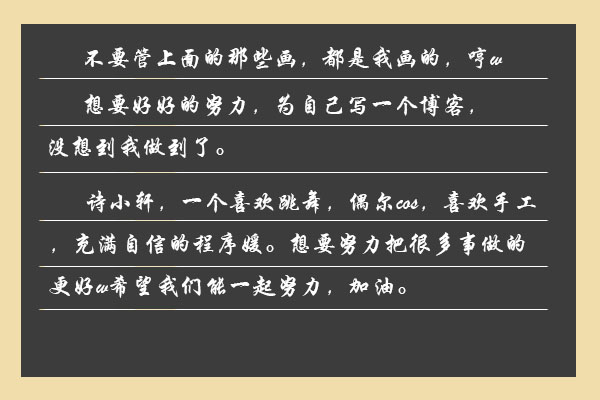 不要管上面的那些画，都是我画的，哼w
想要好好的努力，为自己写一个博客，
没想到我做到了。
诗小轩，一个喜欢跳舞，偶尔cos，喜欢手工
，充满自信的程序媛。想要努力把很多事做的
更好w希望我们能一起努力，加油。